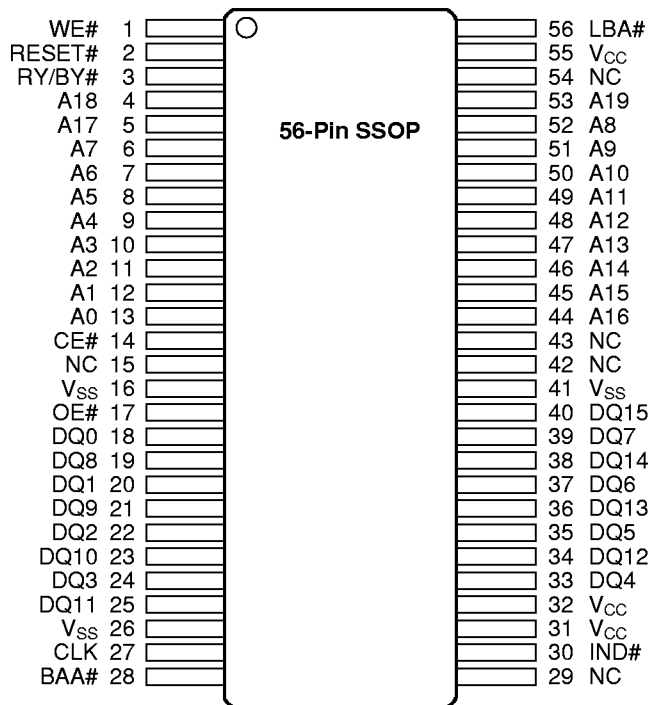 WE# 1 56 LBA#
RESET# 2 55 VCC
RY/BY# 3 54 NC
A18 4 53 A19
A17 5 56-Pin SSOP 52 A8
A7 6 51 A9
A6 7 50 A10
A5 8 49 A11
A4 9 48 A12
A3 10 47 A13
A2 11 46 A14
A1 12 45 A15
A0 13 44 A16
CE# 14 43 NC
NC 15 42 NC
VSS 16 41 VSS
OE# 17 40 DQ15
DQ0 18 39 DQ7
DQ8 19 38 DQ14
DQ1 20 37 DQ6
DQ9 21 36 DQ13
DQ2 22 35 DQ5
DQ10 23 34 DQ12
DQ3 24 33 DQ4
DQ11 25 32 VCC
VSS 26 31 VCC
CLK 27 30 IND#
BAA# 28 29 NC